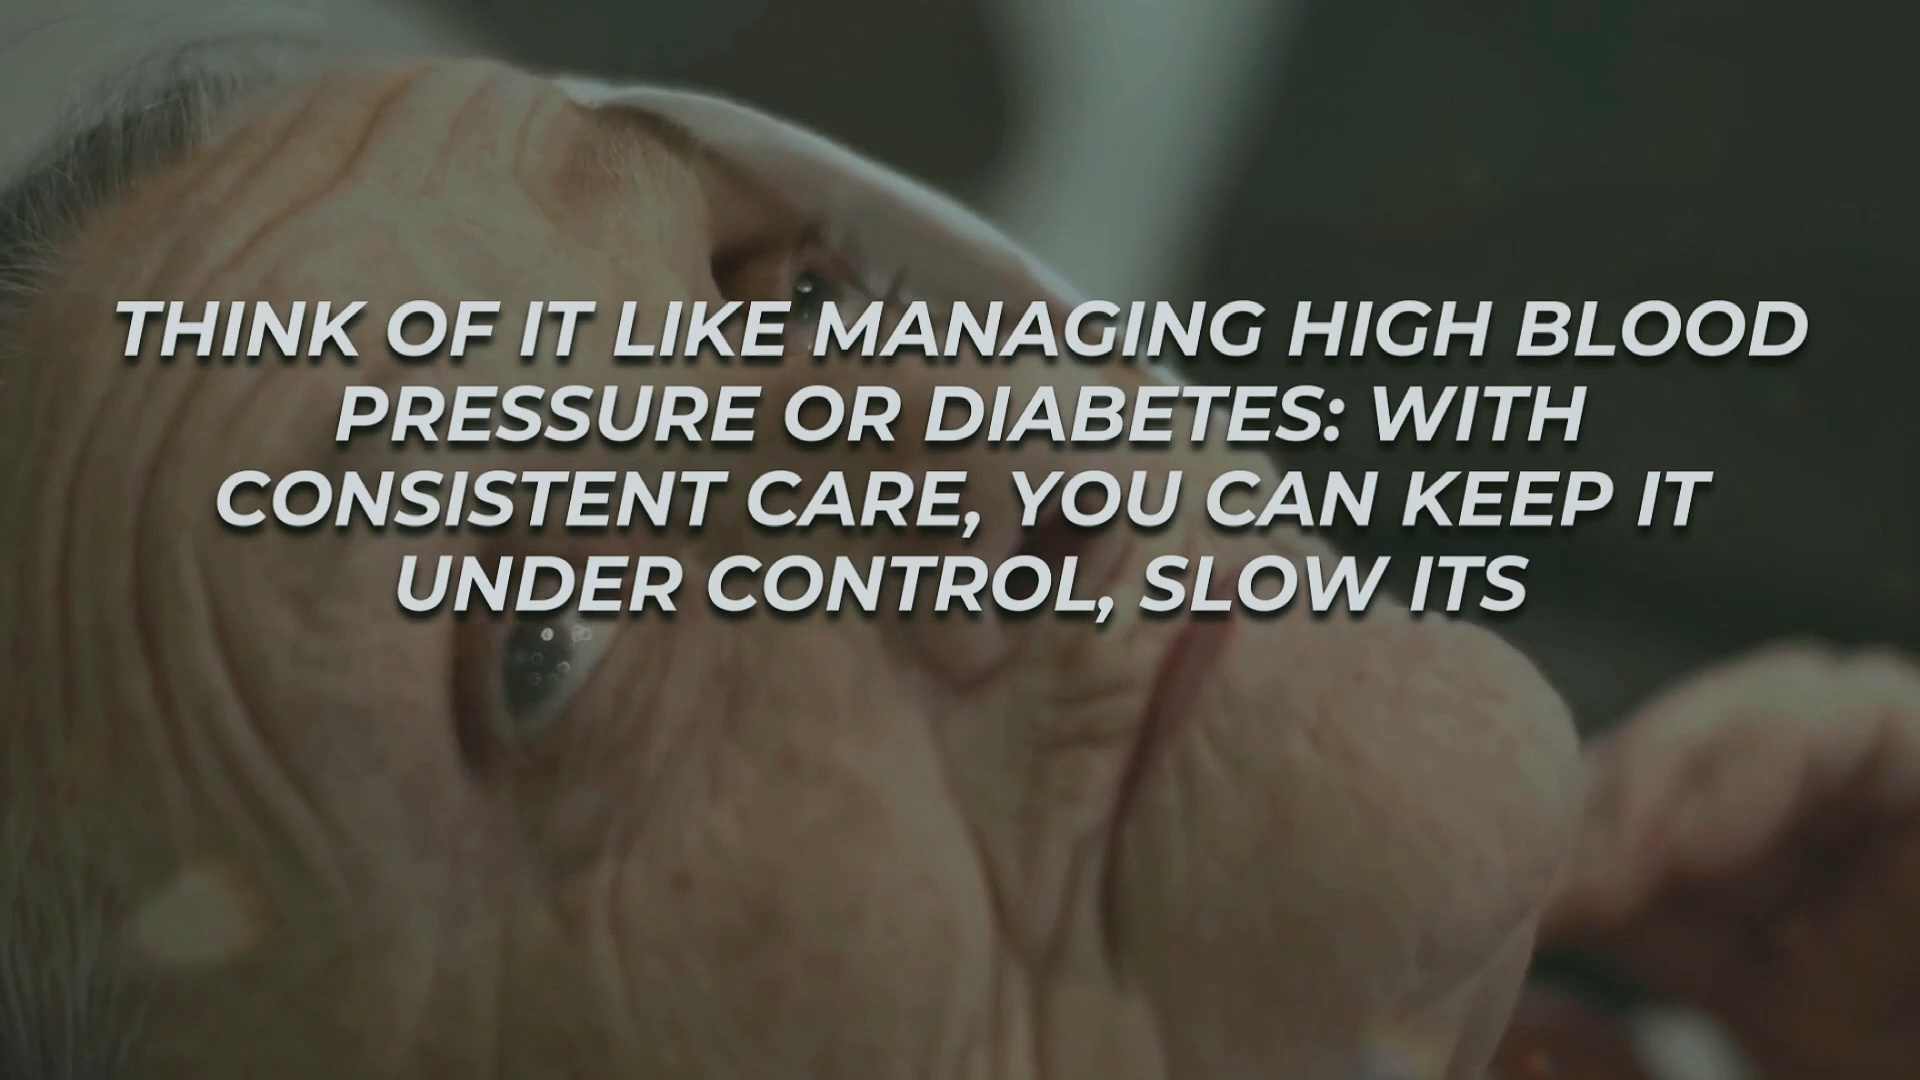 THINK OF IT LIKE MANAGING HIGH BLOOD
PRESSURE OR DIABETES: WITH
CONSISTENT CARE, YOU CAN KEEP IT
UNDER CONTROL, SLOW ITS